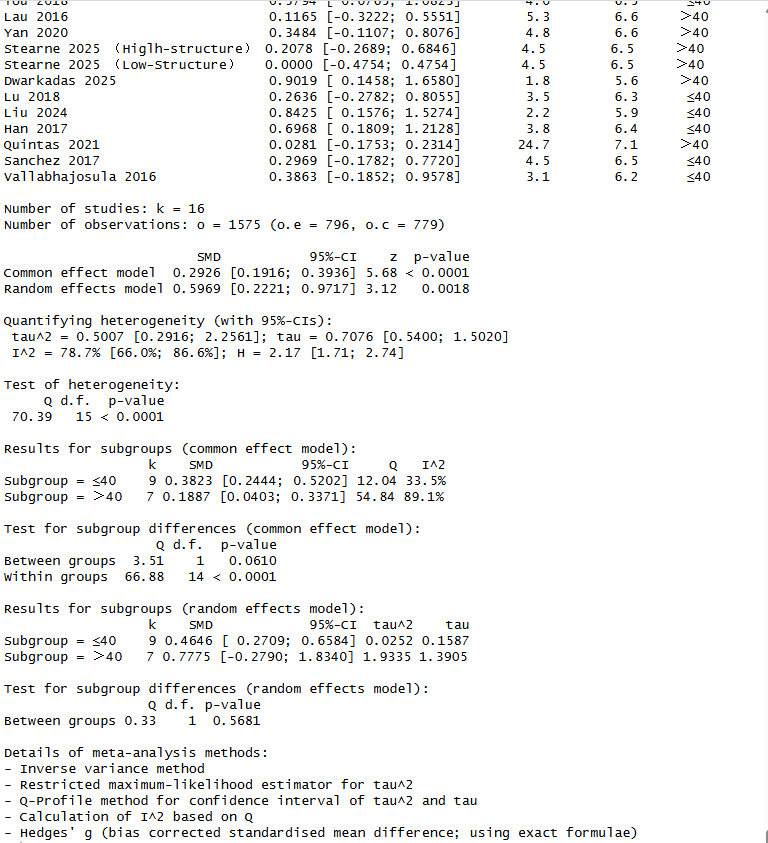 Lau 2016 0.1165 [-0.3222; 0.5551] 5.3 6.6 >40
Yan 2020 0.3484 [-0.1107; 0.8076] 4.8 6.6 >40
Stearne 2025 (Higlh-structure) 0.2078 [-0.2689; 0.6846] 4.5 6.5 >40
Stearne 2025 (Low-Structure) 0.0000 [-0.4754; 0.4754] 4.5 6.5 >40
Dwarkadas 2025 0.9019 [ 0.1458; 1.6580] 1.8 5.6 >40
Lu 2018 0.2636 [-0.2782; 0.8055] 3.5 6.3 ≤40
Liu 2024 0.8425 [ 0.1576; 1.5274] 2.2 5.9 ≤40
Han 2017 0.6968 [ 0.1809; 1.2128] 3.8 6.4 ≤40
Quintas 2021 0.0281 [-0.1753; 0.2314] 24.7 7.1 >40
Sanchez 2017 0.2969 [-0.1782; 0.7720] 4.5 6.5 ≤40
Vallabhajosula 2016 0.3863 [-0.1852; 0.9578] 3.1 6.2 ≤40
Number of studies: k = 16
Number of observations: o = 1575 (o.e = 796, o.c = 779)
SMD 95%-CI z p-value
Common effect model 0.2926 [0.1916; 0.3936] 5.68 < 0.0001
Random effects model 0.5969 [0.2221; 0.9717] 3.12 0.0018
Quantifying heterogeneity (with 95%-CIs):
tau^2 = 0.5007 [0.2916; 2.2561]; tau = 0.7076 [0.5400; 1.5020]
I^2 = 78.7% [66.0%; 86.6%]; H = 2.17 [1.71; 2.74]
Test of heterogeneity:
Q d.f. p-value
70.39 15 < 0.0001
Results for subgroups (common effect model):
k SMD 95%-CI Q I^2
Subgroup = ≤40 9 0.3823 [0.2444; 0.5202] 12.04 33.5%
Subgroup = >40 7 0.1887 [0.0403; 0.3371] 54.84 89.1%
Test for subgroup differences (common effect model):
Q d.f. p-value
Between groups 3.51 1 0.0610
Within groups 66.88 14 < 0.0001
Results for subgroups (random effects model):
k SMD 95%-CI tau^2 tau
Subgroup = ≤40 9 0.4646 [ 0.2709; 0.6584] 0.0252 0.1587
Subgroup = >40 7 0.7775 [-0.2790; 1.8340] 1.9335 1.3905
Test for subgroup differences (random effects model):
Q d.f. p-value
Between groups 0.33 1 0.5681
Details of meta-analysis methods:
- Inverse variance method
- Restricted maximum-likelihood estimator for tau^2
- Q-Profile method for confidence interval of tau^2 and tau
- Calculation of I^2 based on Q
- Hedges' g (bias corrected standardised mean difference; using exact formulae)